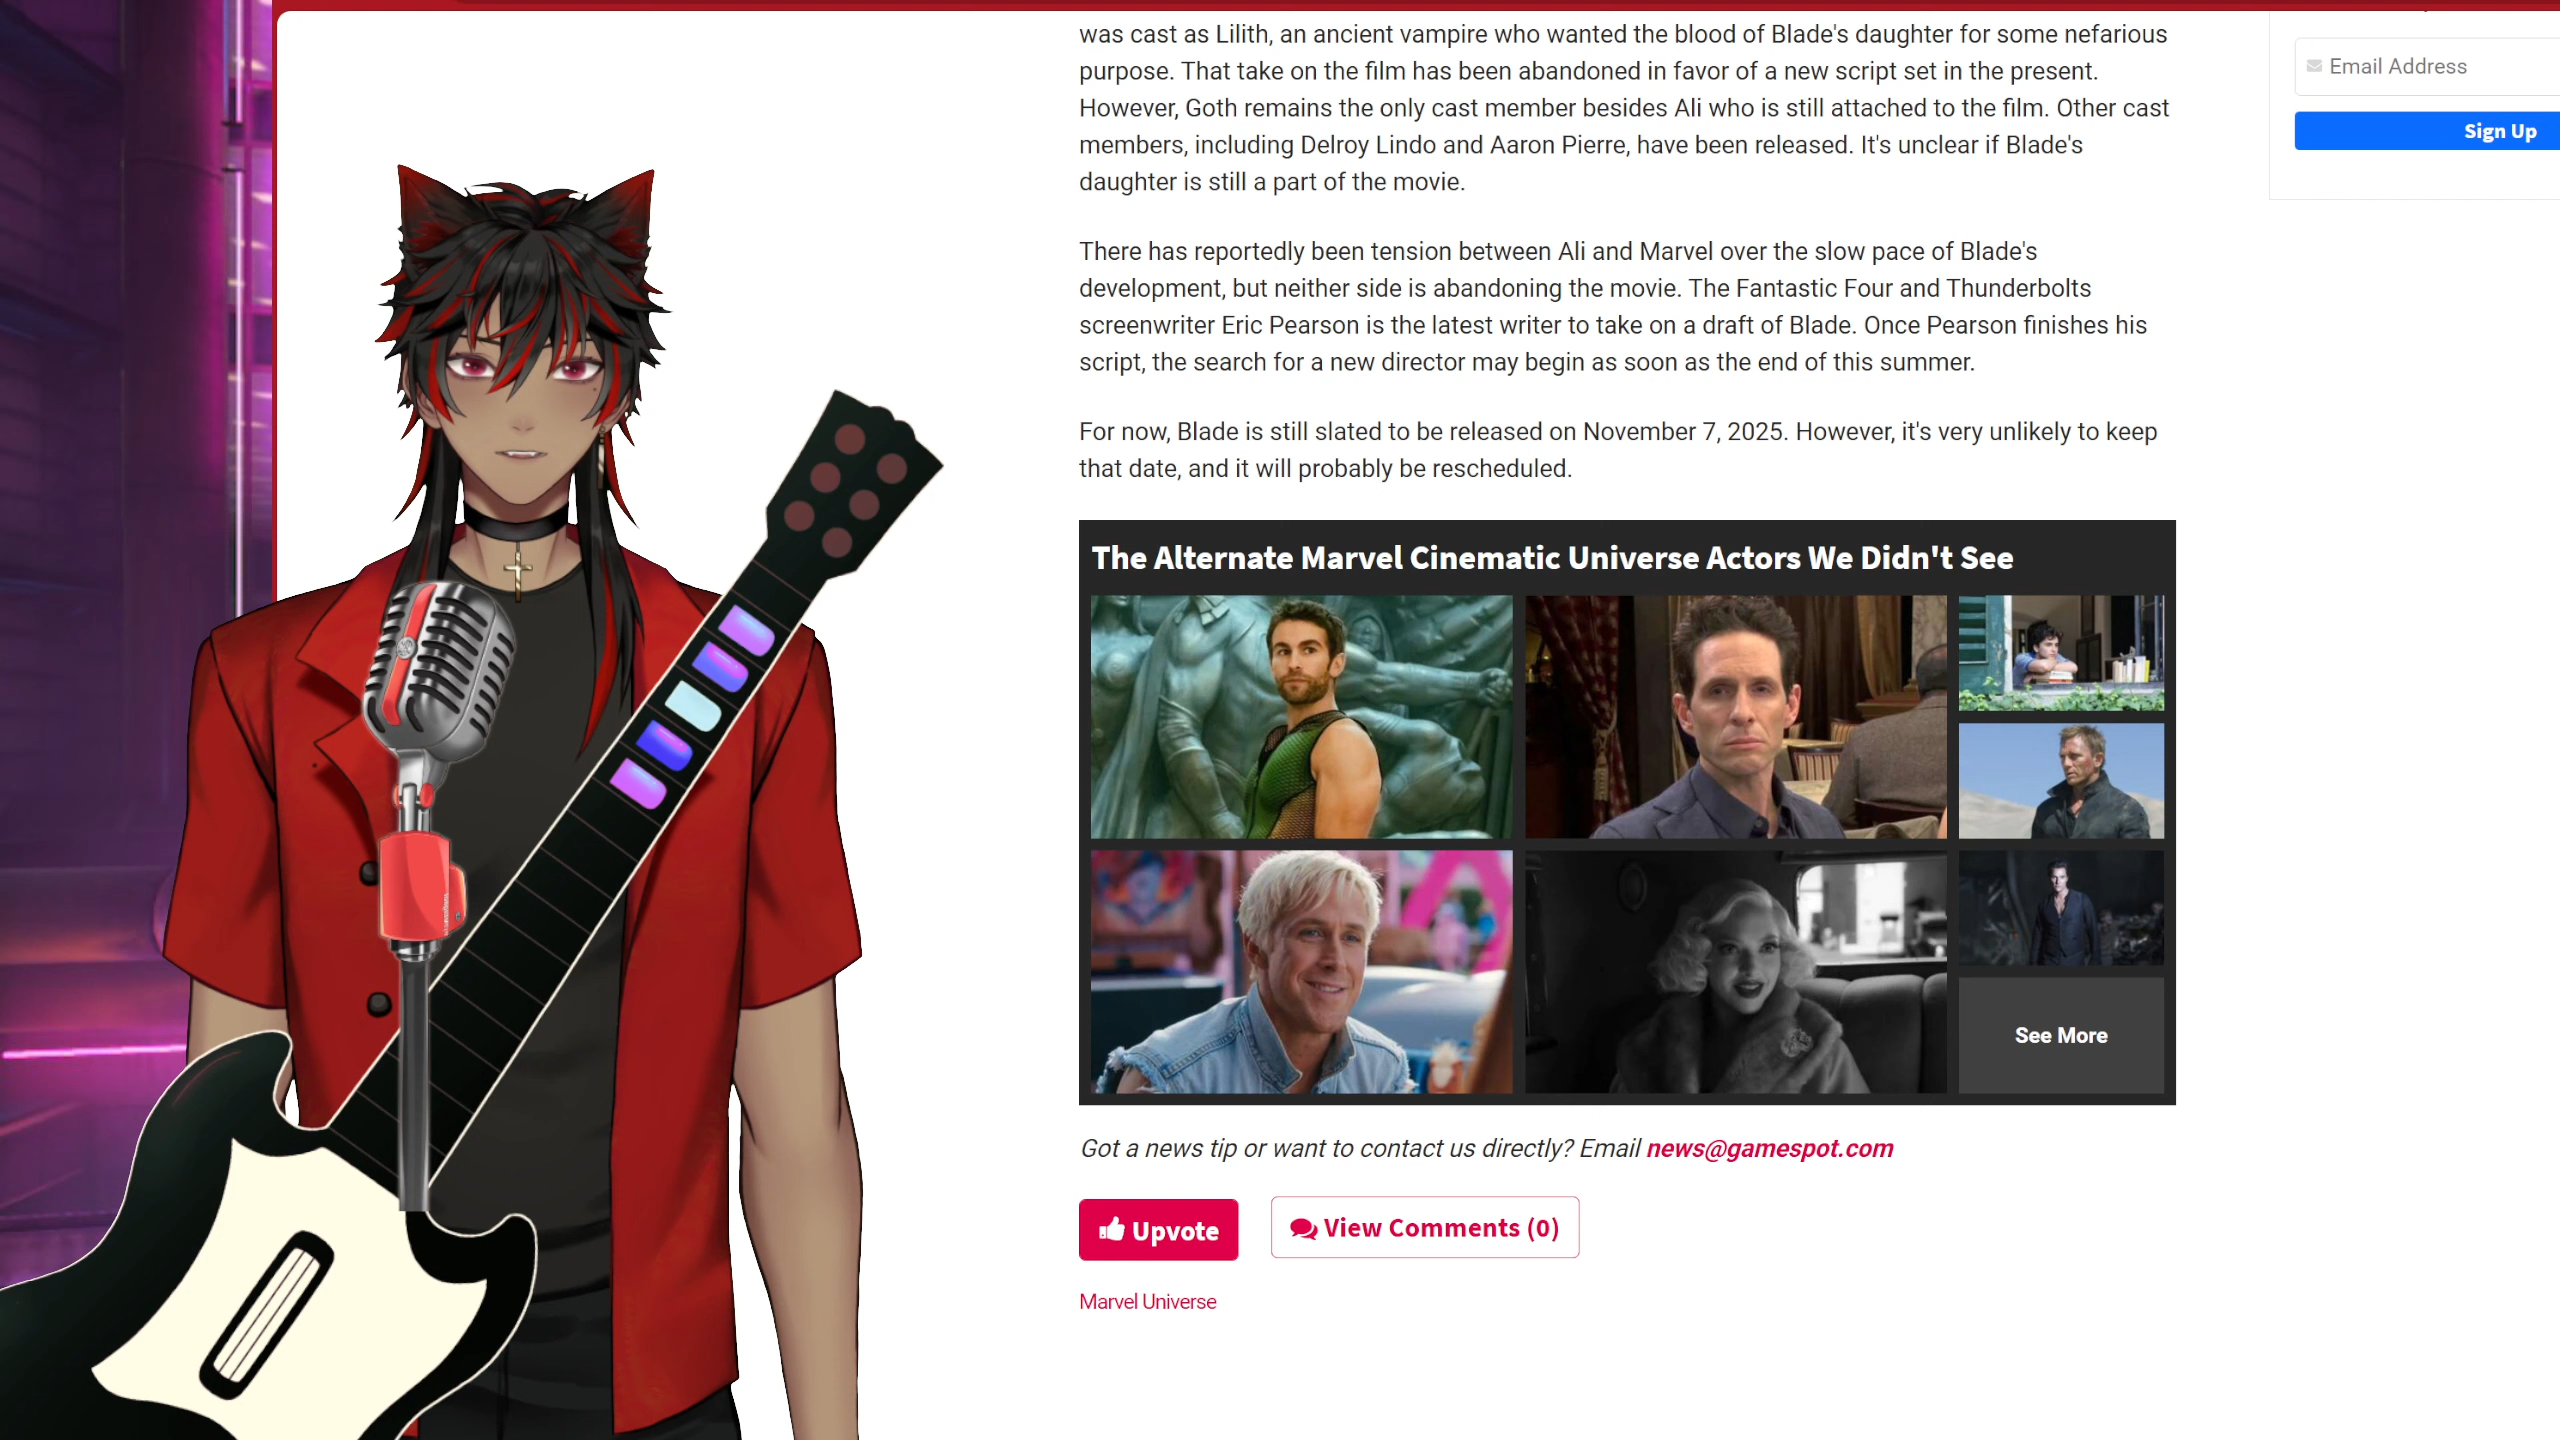 was cast as Lilith, an ancient vampire who wanted the blood of Blade's daughter for some nefarious
purpose. That take on the film has been abandoned in favor of a new script set in the present.
However, Goth remains the only cast member besides Ali who is still attached to the film. Other cast
members, including Delroy Lindo and Aaron Pierre, have been released. It's unclear if Blade's
daughter is still a part of the movie.
There has reportedly been tension between Ali and Marvel over the slow pace of Blade's
development, but neither side is abandoning the movie. The Fantastic Four and Thunderbolts
screenwriter Eric Pearson is the latest writer to take on a draft of Blade. Once Pearson finishes his
script, the search for a new director may begin as soon as the end of this summer.
For now, Blade is still slated to be released on November 7, 2025. However, it's very unlikely to keep
that date, and it will probably be rescheduled.
The Alternate Marvel Cinematic Universe Actors We Didn't See
See More
Got a news tip or want to contact us directly? Email news@gamespot.com
Upvote
View Comments (0)
Marvel Universe
Email Address
Sign Up